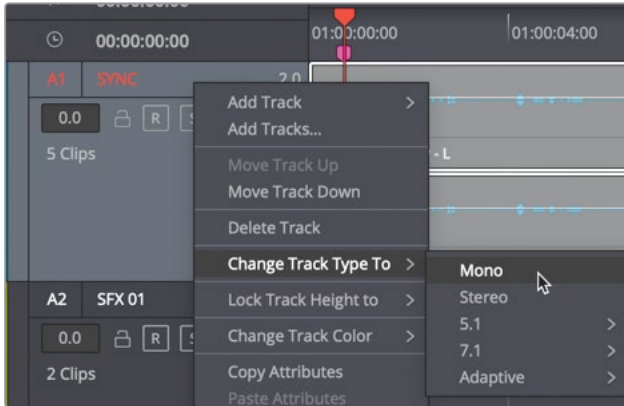 00:00:00:00
01:00:00:00
01:00:04:00
A1 SYNC 2.0
0.0 R S
5 Clips
- L
Add Track
Add Tracks...
Move Track Up
Move Track Down
Delete Track
Change Track Type To
Lock Track Height to
Change Track Color
Copy Attributes
Paste Attributes
Mono
Stereo
5.1
7.1
Adaptive
A2 SFX 01
0.0 R S
2 Clips